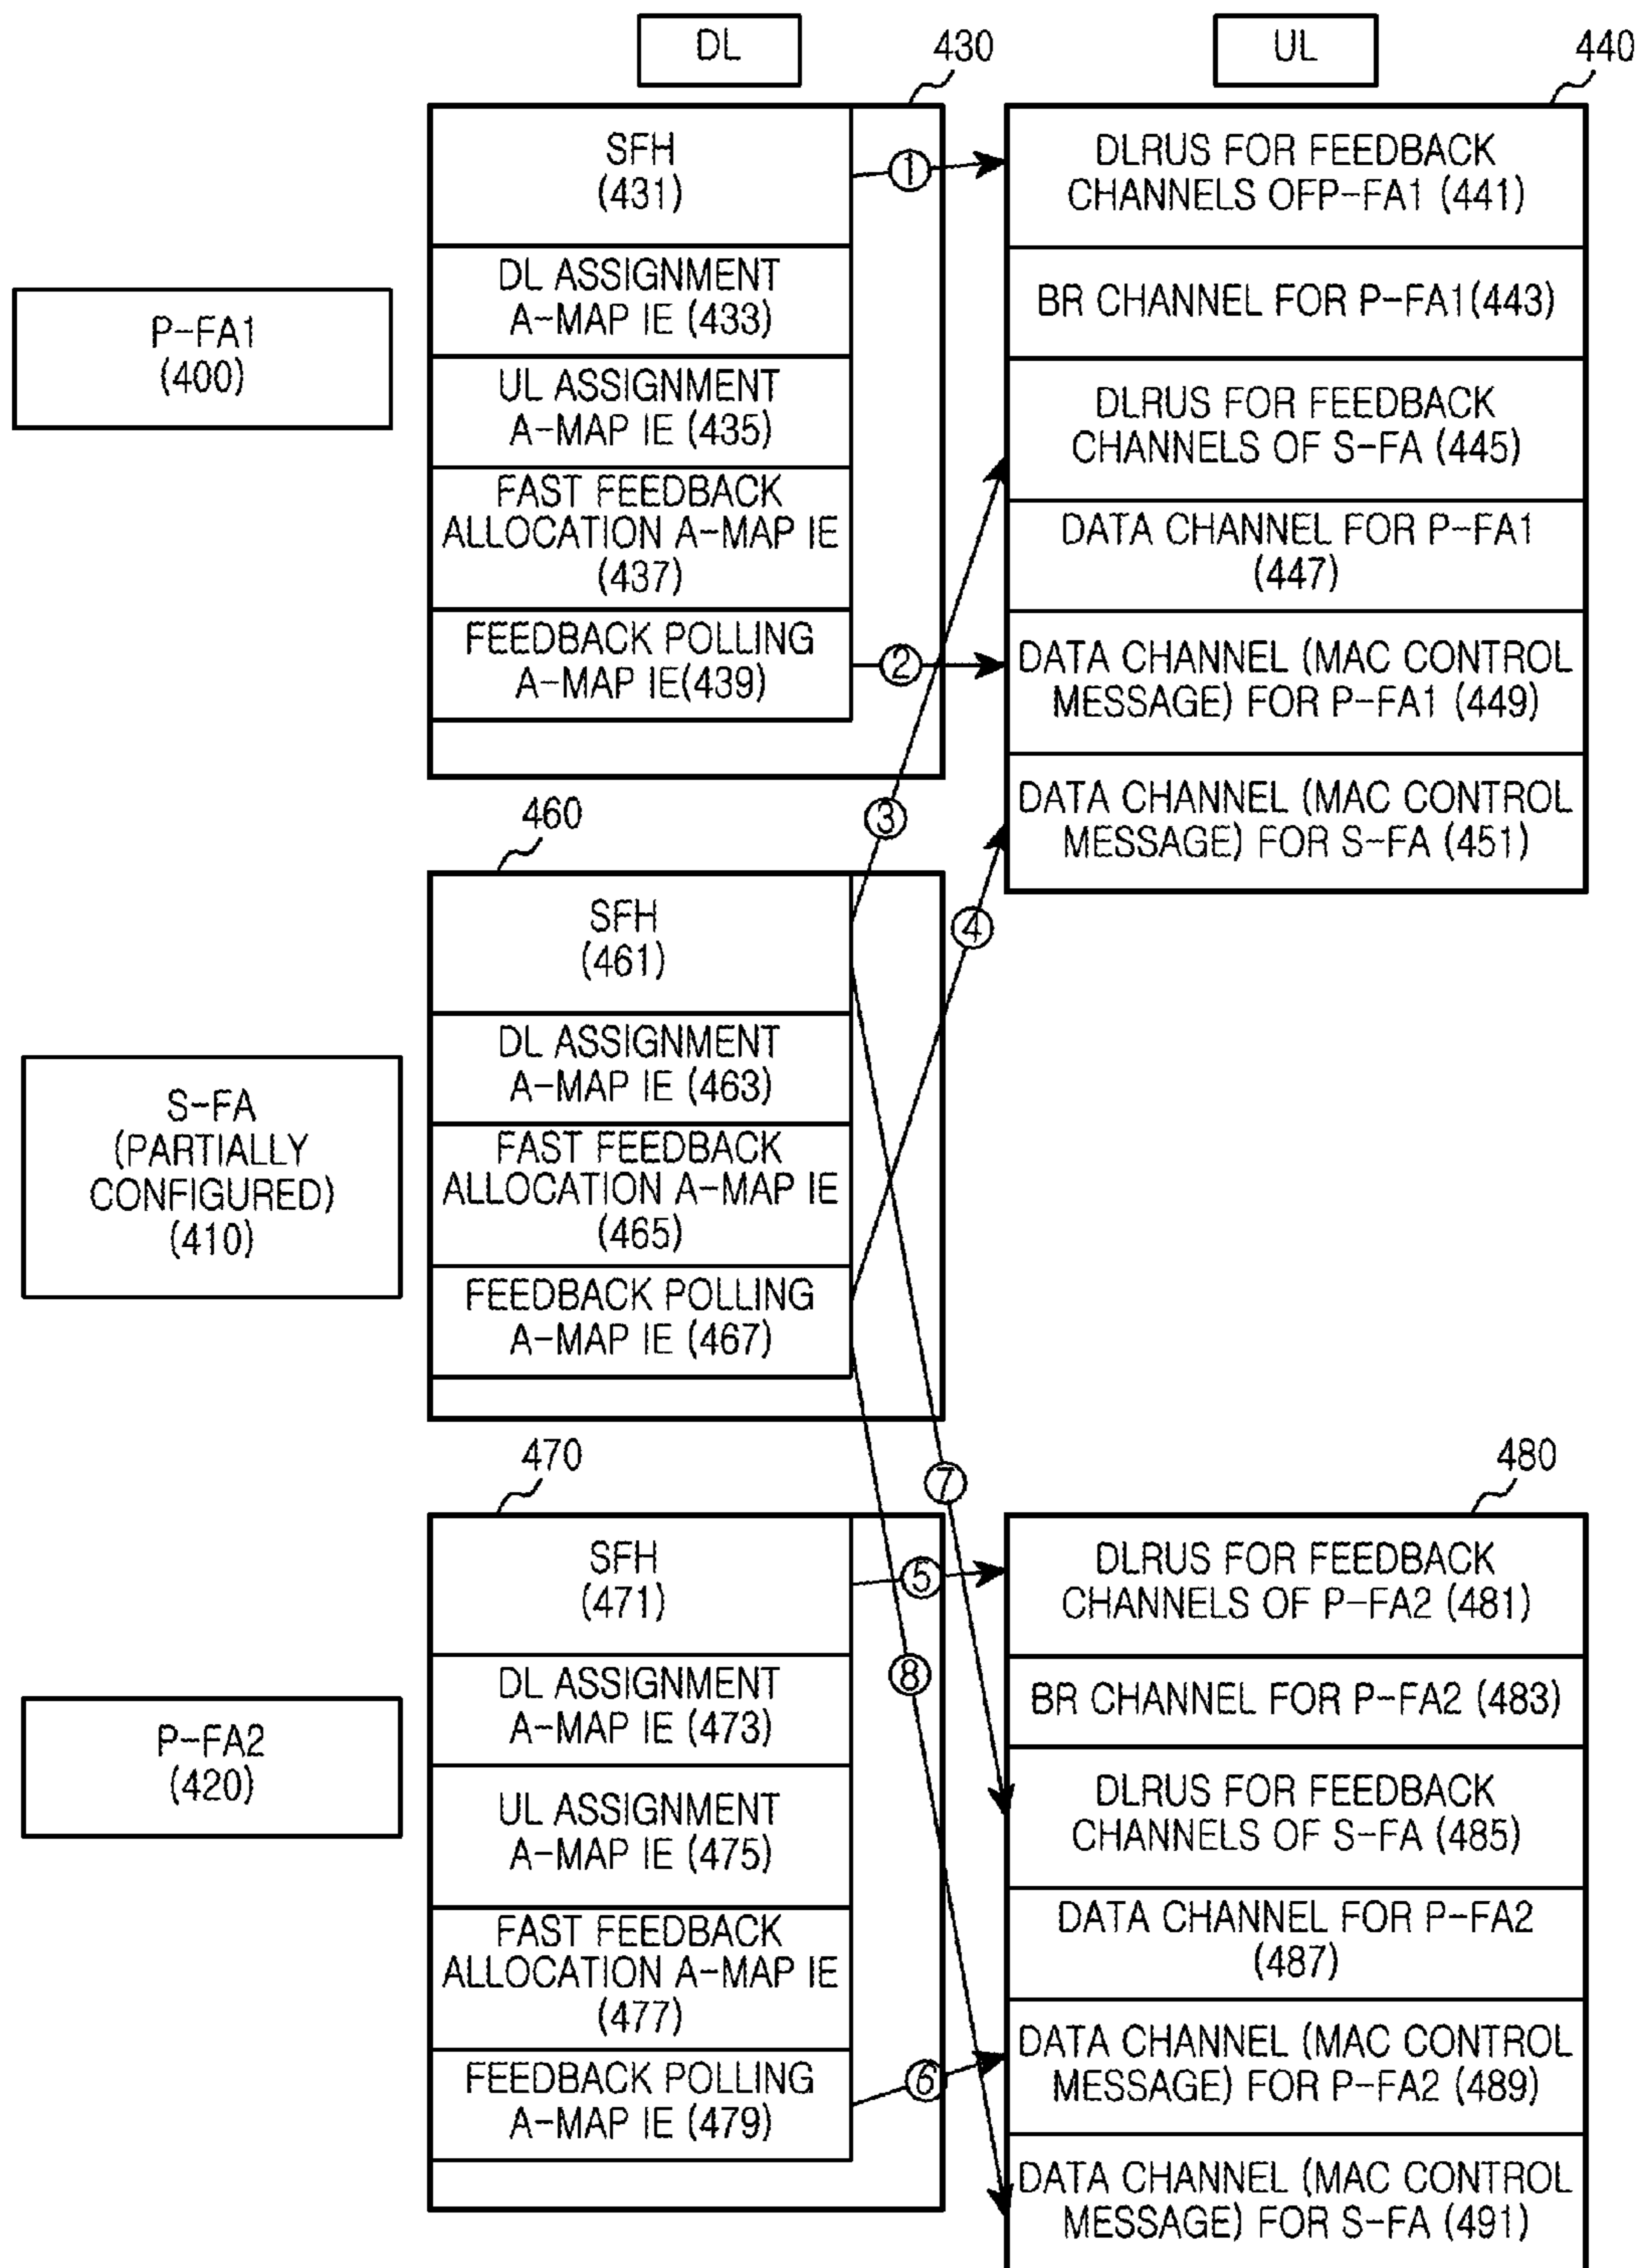 DL
430
UL
440
P-FA1
(400)
SFH
(431)
DL ASSIGNMENT
A-MAP IE (433)
UL ASSIGNMENT
A-MAP IE (435)
FAST FEEDBACK
ALLOCATION A-MAP IE
(437)
FEEDBACK POLLING
A-MAP IE(439)
①
②
DLRUS FOR FEEDBACK
CHANNELS OFP-FA1 (441)
BR CHANNEL FOR P-FA1(443)
DLRUS FOR FEEDBACK
CHANNELS OF S-FA (445)
DATA CHANNEL FOR P-FA1
(447)
DATA CHANNEL (MAC CONTROL
MESSAGE) FOR P-FA1 (449)
DATA CHANNEL (MAC CONTROL
MESSAGE) FOR S-FA (451)
460
③
④
S-FA
(PARTIALLY
CONFIGURED)
(410)
SFH
(461)
DL ASSIGNMENT
A-MAP IE (463)
FAST FEEDBACK
ALLOCATION A-MAP IE
(465)
FEEDBACK POLLING
A-MAP IE (467)
470
⑦
480
P-FA2
(420)
SFH
(471)
DL ASSIGNMENT
A-MAP IE (473)
UL ASSIGNMENT
A-MAP IE (475)
FAST FEEDBACK
ALLOCATION A-MAP IE
(477)
FEEDBACK POLLING
A-MAP IE (479)
⑤
⑧
⑥
DLRUS FOR FEEDBACK
CHANNELS OF P-FA2 (481)
BR CHANNEL FOR P-FA2 (483)
DLRUS FOR FEEDBACK
CHANNELS OF S-FA (485)
DATA CHANNEL FOR P-FA2
(487)
DATA CHANNEL (MAC CONTROL
MESSAGE) FOR P-FA2 (489)
DATA CHANNEL (MAC CONTROL
MESSAGE) FOR S-FA (491)